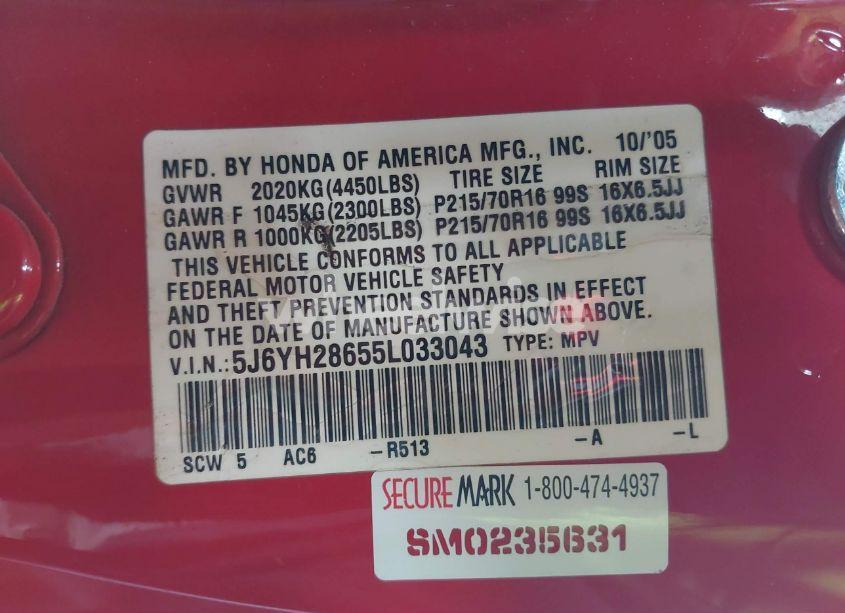 MFD. BY HONDA OF AMERICA MFG., INC. 10/'05
GVWR 2020KG(4450LBS) TIRE SIZE RIM SIZE
GAWR F 1045KG(2300LBS) P215/70R16 99S 16X6.5JJ
GAWR R 1000KG(2205LBS) P215/70R16 99S 16X6.5JJ
THIS VEHICLE CONFORMS TO ALL APPLICABLE
FEDERAL MOTOR VEHICLE SAFETY
AND THEFT PREVENTION STANDARDS IN EFFECT
ON THE DATE OF MANUFACTURE SHOWN ABOVE.
V.I.N.:5J6YH28655L033043 TYPE: MPV
SCW 5 AC6 -R513 -A -L
SECURE MARK 1-800-474-4937
SM0235631